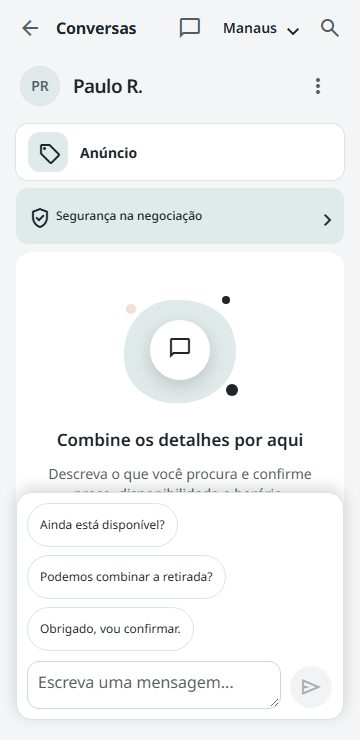 Conversas
Manaus
PR
Paulo R.
Anúncio
Segurança na negociação
Combine os detalhes por aqui
Descreva o que você procura e confirme
Ainda está disponível?
Podemos combinar a retirada?
Obrigado, vou confirmar.
Escreva uma mensagem...